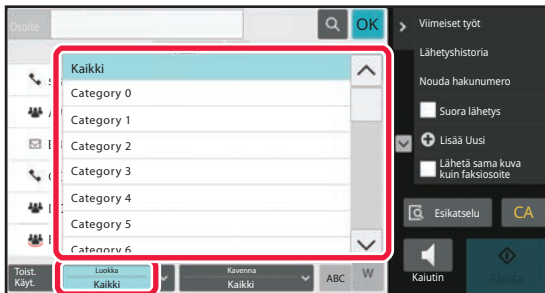 Osoite
OK
Kaikki
Category 0
Category 1
Category 2
Category 3
Category 4
Category 5
Category 6
Toist.
Käyt.
Luokka
Kaikki
Kavenna
Kaikki
ABC
W
Viimeiset työt
Lähetyshistoria
Nouda hakunumero
Suora lähetys
Lisää Uusi
Lähetä sama kuva
kuin faksiosoite
Esikatselu
CA
Kaiutin
Aloita